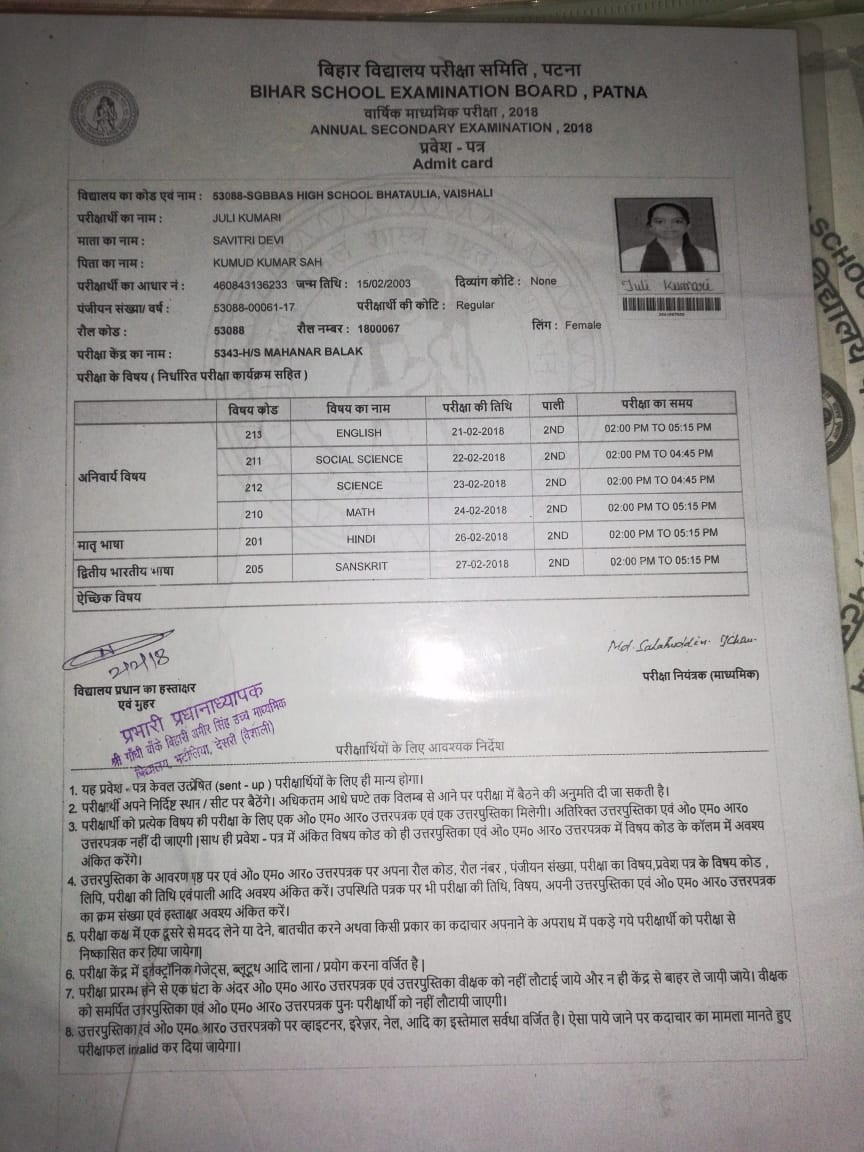 बिहार विद्यालय परीक्षा समिति , पटना
BIHAR SCHOOL EXAMINATION BOARD , PATNA
वार्षिक माध्यमिक परीक्षा , 2018
ANNUAL SECONDARY EXAMINATION , 2018
प्रवेश - पत्र
Admit card
विद्यालय का कोड एवं नाम : 53088-SGBBAS HIGH SCHOOL BHATAULIA, VAISHALI
परीक्षार्थी का नाम : JULI KUMARI
माता का नाम : SAVITRI DEVI
पिता का नाम : KUMUD KUMAR SAH
Juli Kumari
परीक्षार्थी का आधार नं : 460843136233 जन्म तिथि : 15/02/2003 दिव्यांग कोटि : None
पंजीयन संख्या/ वर्ष : 53088-00061-17 परीक्षार्थी की कोटि : Regular
रौल कोड : 53088 रौल नम्बर : 1800067 लिंग : Female
परीक्षा केंद्र का नाम : 5343-H/S MAHANAR BALAK
परीक्षा के विषय ( निर्धारित परीक्षा कार्यक्रम सहित )
विषय कोड विषय का नाम परीक्षा की तिथि पाली परीक्षा का समय
अनिवार्य विषय
213 ENGLISH 21-02-2018 2ND 02:00 PM TO 05:15 PM
211 SOCIAL SCIENCE 22-02-2018 2ND 02:00 PM TO 04:45 PM
212 SCIENCE 23-02-2018 2ND 02:00 PM TO 04:45 PM
210 MATH 24-02-2018 2ND 02:00 PM TO 05:15 PM
मातृ भाषा 201 HINDI 26-02-2018 2ND 02:00 PM TO 05:15 PM
द्वितीय भारतीय भाषा 205 SANSKRIT 27-02-2018 2ND 02:00 PM TO 05:15 PM
ऐच्छिक विषय
2/2/18
Md. Salahuddin Khan
विद्यालय प्रधान का हस्ताक्षर
एवं मुहर
परीक्षा नियंत्रक (माध्यमिक)
प्रभारी प्रधानाध्यापक
श्री गाँधी बाँके बिहारी अमीर सिंह उच्च माध्यमिक
विद्यालय, भटौलिया, देसरी (वैशाली)
परीक्षार्थियों के लिए आवश्यक निर्देश
1. यह प्रवेश - पत्र केवल उत्प्रेषित (sent - up ) परीक्षार्थियों के लिए ही मान्य होगा।
2. परीक्षार्थी अपने निर्दिष्ट स्थान / सीट पर बैठेंगे। अधिकतम आधे घण्टे तक विलम्ब से आने पर परीक्षा में बैठने की अनुमति दी जा सकती है।
3. परीक्षार्थी को प्रत्येक विषय की परीक्षा के लिए एक ओ० एम० आर० उत्तरपत्रक एवं एक उत्तरपुस्तिका मिलेगी। अतिरिक्त उत्तरपुस्तिका एवं ओ० एम० आर०
उत्तरपत्रक नहीं दी जाएगी |साथ ही प्रवेश - पत्र में अंकित विषय कोड को ही उत्तरपुस्तिका एवं ओ० एम० आर० उत्तरपत्रक में विषय कोड के कॉलम में अवश्य
अंकित करेंगे।
4. उत्तरपुस्तिका के आवरण पृष्ठ पर एवं ओ० एम० आर० उत्तरपत्रक पर अपना रौल कोड, रौल नंबर , पंजीयन संख्या, परीक्षा का विषय,प्रवेश पत्र के विषय कोड ,
लिपि, परीक्षा की तिथि एवंपाली आदि अवश्य अंकित करें। उपस्थिति पत्रक पर भी परीक्षा की तिथि, विषय, अपनी उत्तरपुस्तिका एवं ओ० एम० आर० उत्तरपत्रक
का क्रम संख्या एवं हस्ताक्षर अवश्य अंकित करें।
5. परीक्षा कक्ष में एक दूसरे से मदद लेने या देने, बातचीत करने अथवा किसी प्रकार का कदाचार अपनाने के अपराध में पकड़े गये परीक्षार्थी को परीक्षा से
निष्कासित कर दिया जायेगा|
6. परीक्षा केंद्र में इलेक्ट्रॉनिक गेजेट्स, ब्लूटूथ आदि लाना / प्रयोग करना वर्जित है |
7. परीक्षा प्रारम्भ होने से एक घंटा के अंदर ओ० एम० आर० उत्तरपत्रक एवं उत्तरपुस्तिका वीक्षक को नहीं लौटाई जाये और न ही केंद्र से बाहर ले जायी जाये। वीक्षक
को समर्पित उत्तरपुस्तिका एवं ओ० एम० आर० उत्तरपत्रक पुनः परीक्षार्थी को नहीं लौटायी जाएगी।
8. उत्तरपुस्तिका एवं ओ० एम० आर० उत्तरपत्रको पर व्हाइटनर, इरेज़र, नेल, आदि का इस्तेमाल सर्वथा वर्जित है। ऐसा पाये जाने पर कदाचार का मामला मानते हुए
परीक्षाफल invalid कर दिया जायेगा।
SCHOO
विद्यालय